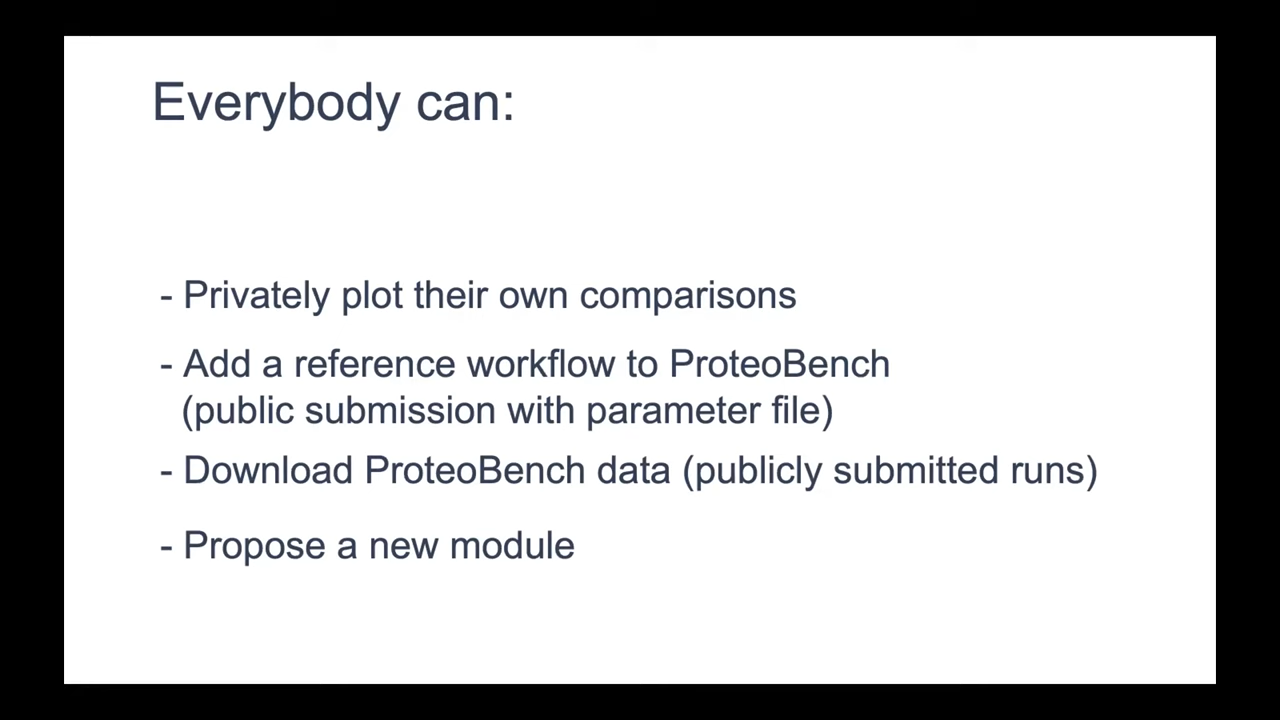 Everybody can:
- Privately plot their own comparisons
- Add a reference workflow to ProteoBench
(public submission with parameter file)
- Download ProteoBench data (publicly submitted runs)
- Propose a new module